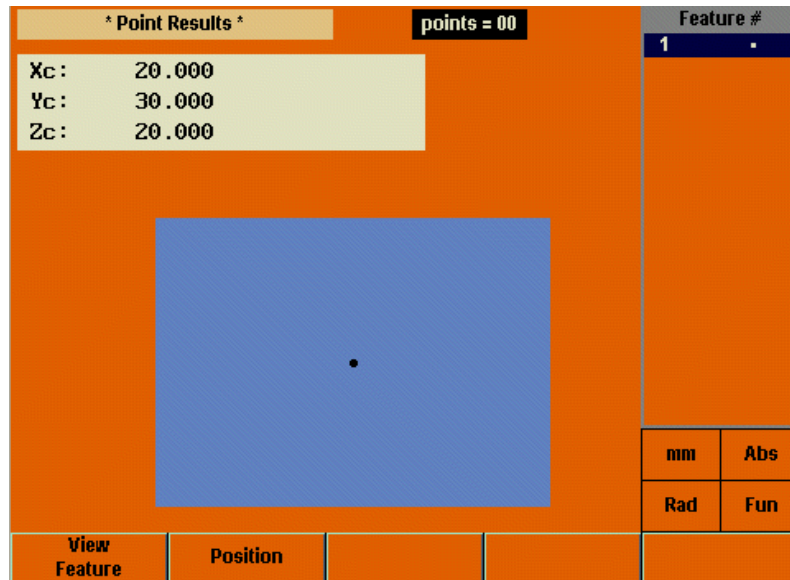 * Point Results *
points = 00
Feature #
1
Xc: 20.000
Yc: 30.000
Zc: 20.000
mm Abs
Rad Fun
View
Feature
Position